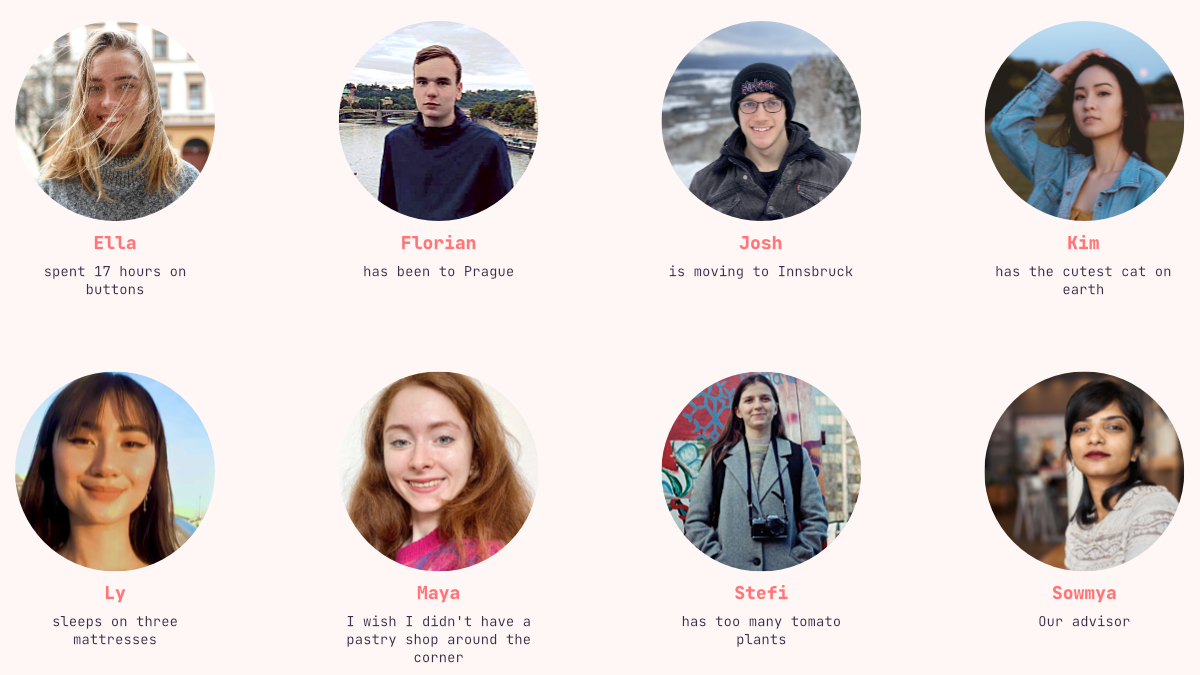 Ella
spent 17 hours on
buttons
Florian
has been to Prague
Josh
is moving to Innsbruck
Kim
has the cutest cat on
earth
Ly
sleeps on three
mattresses
Maya
I wish I didn't have a
pastry shop around the
corner
Stefi
has too many tomato
plants
Sowmya
Our advisor